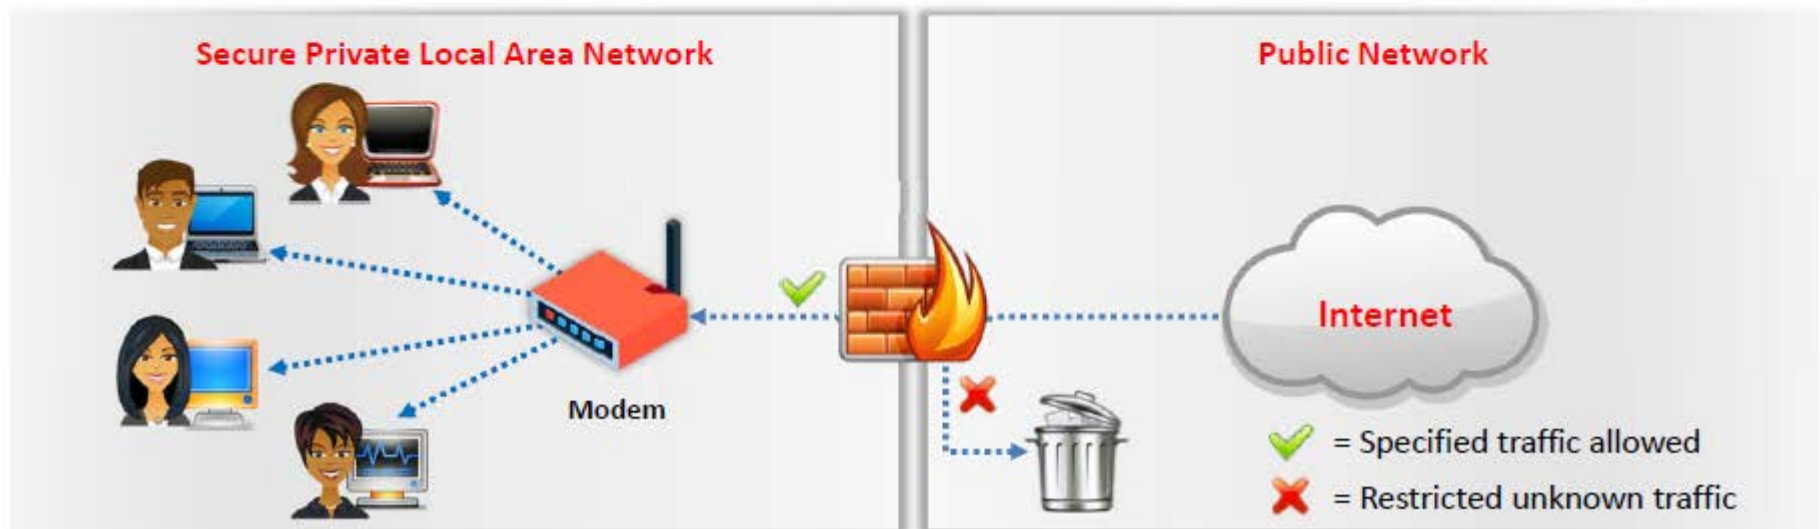 Secure Private Local Area Network
Public Network
Internet
Modem
= Specified traffic allowed
= Restricted unknown traffic